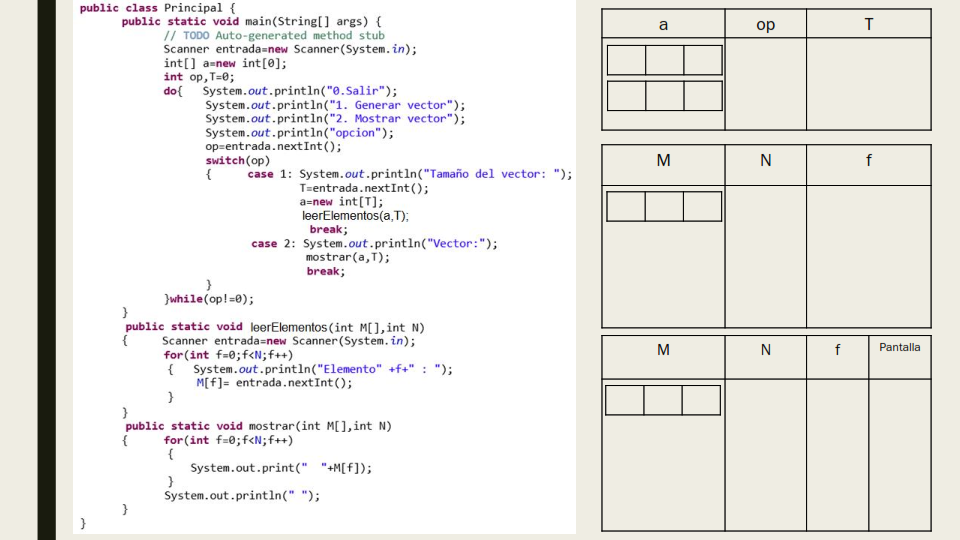 public class Principal {
public static void main(String[] args) {
// TODO Auto-generated method stub
Scanner entrada=new Scanner(System.in);
int[] a=new int[0];
int op,T=0;
do{ System.out.println("0.Salir");
System.out.println("1. Generar vector");
System.out.println("2. Mostrar vector");
System.out.println("opcion");
op=entrada.nextInt();
switch(op)
{ case 1: System.out.println("Tamaño del vector: ");
T=entrada.nextInt();
a=new int[T];
leerElementos(a,T);
break;
case 2: System.out.println("Vector:");
mostrar(a,T);
break;
}
}while(op!=0);
}
public static void leerElementos(int M[],int N)
{ Scanner entrada=new Scanner(System.in);
for(int f=0;f<N;f++)
{ System.out.println("Elemento" +f+" : ");
M[f]= entrada.nextInt();
}
}
public static void mostrar(int M[],int N)
{ for(int f=0;f<N;f++)
{
System.out.print("  "+M[f]);
}
System.out.println(" ");
}
}
a op T
M N f
M N f Pantalla